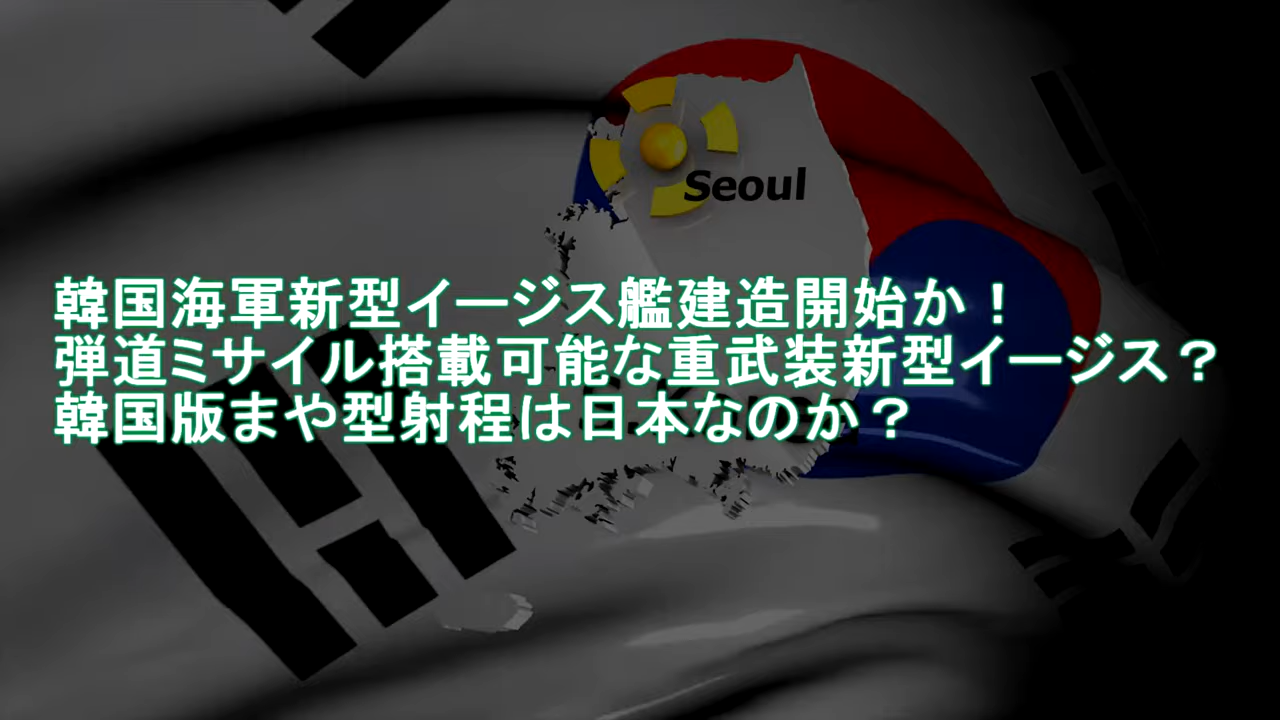 Seoul
韓国海軍新型イージス艦建造開始か！
弾道ミサイル搭載可能な重武装新型イージス？
韓国版まや型射程は日本なのか？